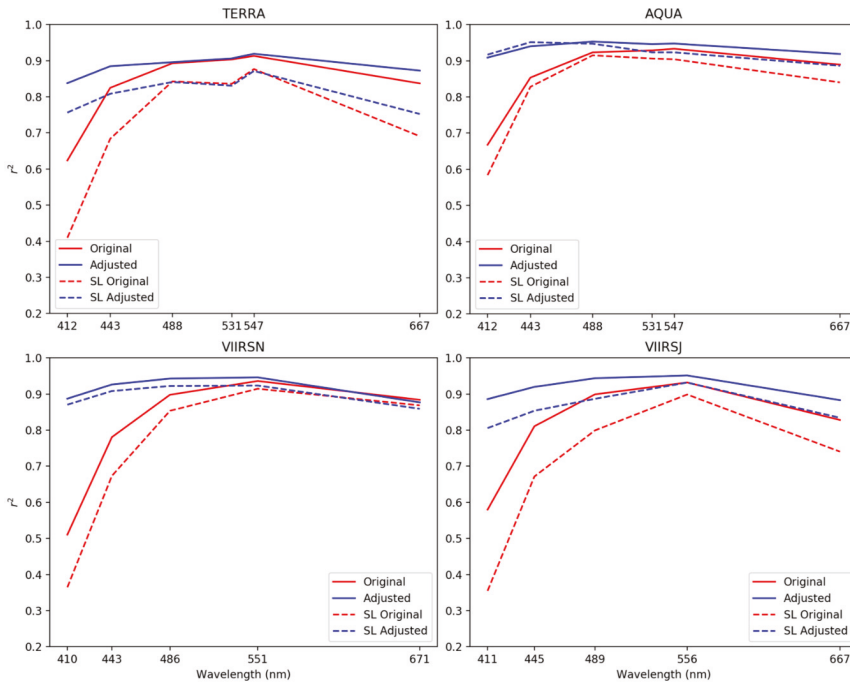 TERRA
1.0
0.9
0.8
0.7
0.6
0.5
0.4
0.3
0.2
r²
Original
Adjusted
SL Original
SL Adjusted
412 443 488 531 547 667
AQUA
1.0
0.9
0.8
0.7
0.6
0.5
0.4
0.3
0.2
Original
Adjusted
SL Original
SL Adjusted
412 443 488 531 547 667
VIIRSN
1.0
0.9
0.8
0.7
0.6
0.5
0.4
0.3
0.2
r²
Original
Adjusted
SL Original
SL Adjusted
410 443 486 551 671
Wavelength (nm)
VIIRSJ
1.0
0.9
0.8
0.7
0.6
0.5
0.4
0.3
0.2
Original
Adjusted
SL Original
SL Adjusted
411 445 489 556 667
Wavelength (nm)